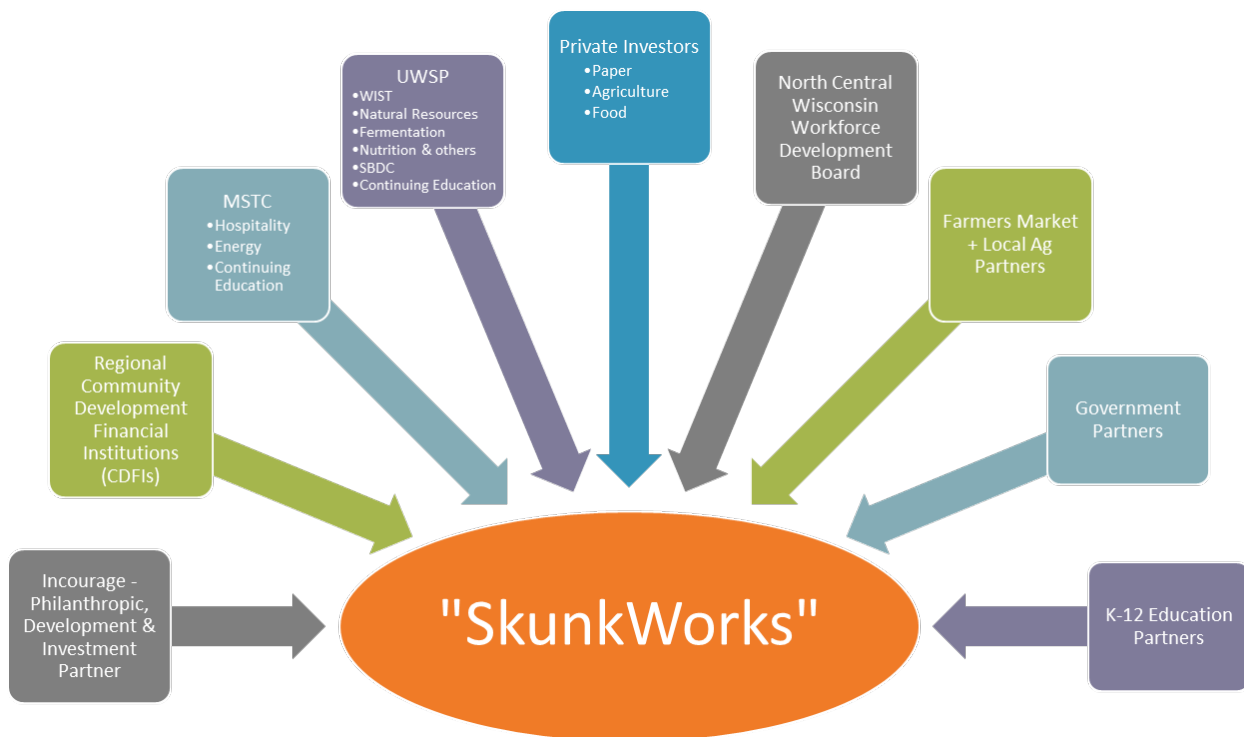 Private Investors
•Paper
•Agriculture
•Food
UWSP
•WIST
•Natural Resources
•Fermentation
•Nutrition & others
•SBDC
•Continuing Education
North Central
Wisconsin
Workforce
Development
Board
MSTC
•Hospitality
•Energy
•Continuing
Education
Farmers Market
+ Local Ag
Partners
Regional
Community
Development
Financial
Institutions
(CDFIs)
Government
Partners
Incourage -
Philanthropic,
Development &
Investment
Partner
"SkunkWorks"
K-12 Education
Partners